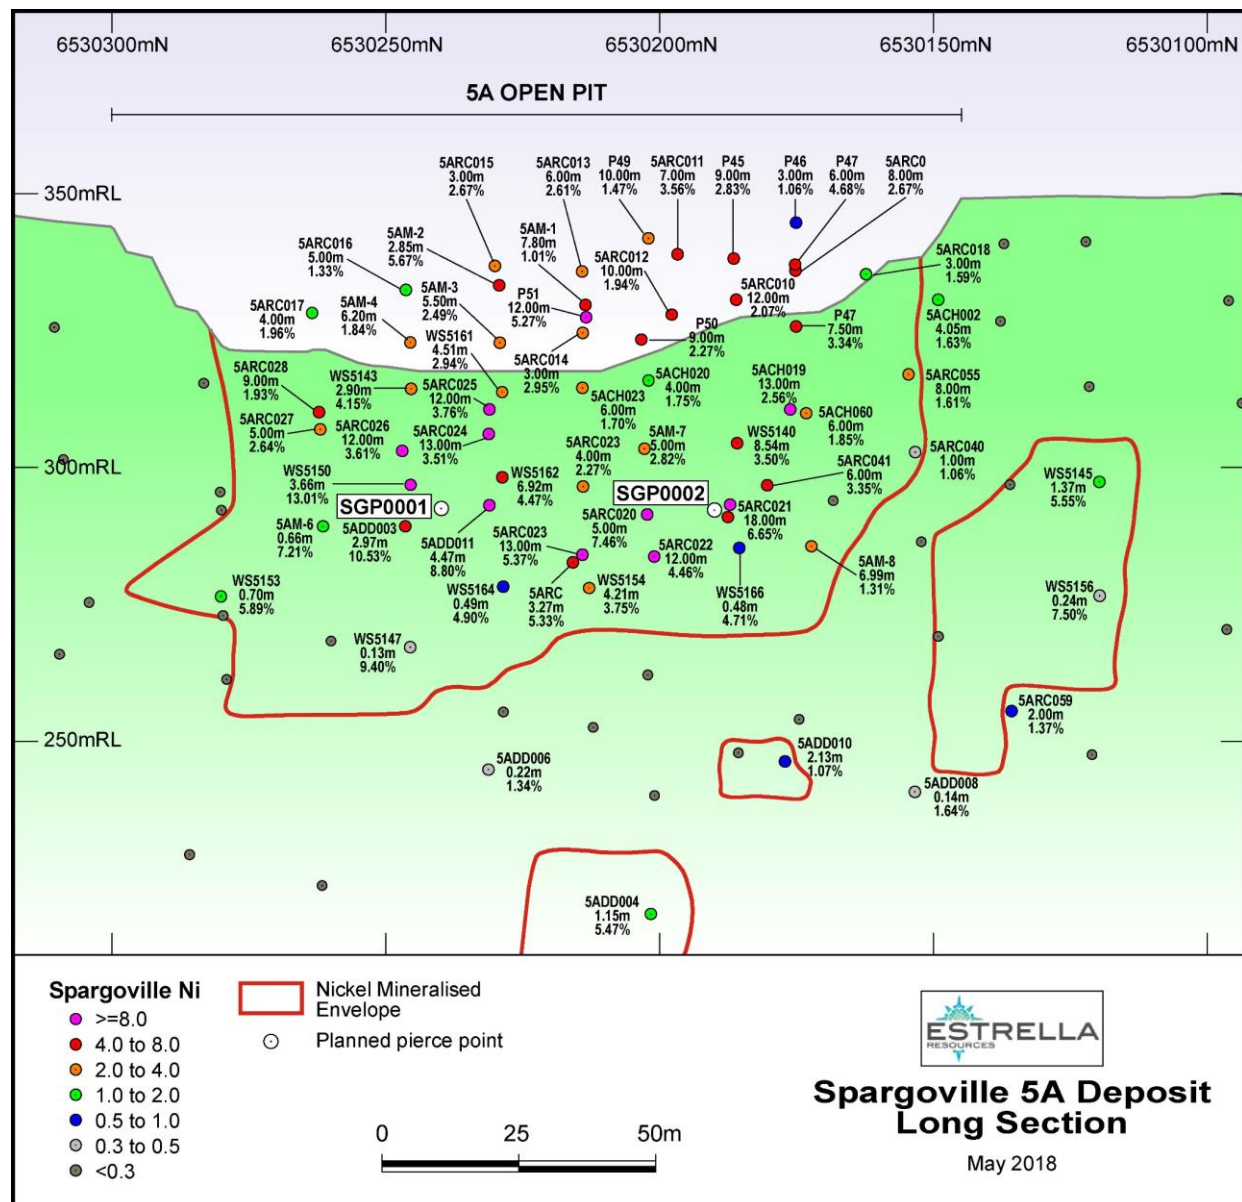 6530300mN
6530250mN
6530200mN
6530150mN
6530100mN
5A OPEN PIT
350mRL
300mRL
250mRL
5ARC015
3.00m
2.67%
5ARC013
6.00m
2.61%
P49
10.00m
1.47%
5ARC011
7.00m
3.56%
P45
9.00m
2.83%
P46
3.00m
1.06%
P47
6.00m
4.68%
5ARC0
8.00m
2.67%
5AM-2
2.85m
5.67%
5AM-1
7.80m
1.01%
5ARC016
5.00m
1.33%
5ARC012
10.00m
1.94%
5ARC018
3.00m
1.59%
5AM-3
5.50m
2.49%
P51
12.00m
5.27%
5ARC010
12.00m
2.07%
5ARC017
4.00m
1.96%
5AM-4
6.20m
1.84%
5ACH002
4.05m
1.63%
P50
9.00m
2.27%
P47
7.50m
3.34%
WS5161
4.51m
2.94%
5ARC014
3.00m
2.95%
5ARC028
9.00m
1.93%
WS5143
2.90m
4.15%
5ARC025
12.00m
3.76%
5ACH020
4.00m
1.75%
5ACH019
13.00m
2.56%
5ARC055
8.00m
1.61%
5ACH023
6.00m
1.70%
5ARC027
5.00m
2.64%
5ARC026
12.00m
3.61%
5ARC024
13.00m
3.51%
5ACH060
6.00m
1.85%
5AM-7
5.00m
2.82%
WS5140
8.54m
3.50%
5ARC023
4.00m
2.27%
5ARC040
1.00m
1.06%
5ARC041
6.00m
3.35%
WS5150
3.66m
13.01%
WS5162
6.92m
4.47%
WS5145
1.37m
5.55%
SGP0001
SGP0002
5AM-6
0.66m
7.21%
5ADD003
2.97m
10.53%
5ADD011
4.47m
8.80%
5ARC023
13.00m
5.37%
5ARC020
5.00m
7.46%
5ARC021
18.00m
6.65%
5ARC022
12.00m
4.46%
5AM-8
6.99m
1.31%
WS5153
0.70m
5.89%
WS5164
0.49m
4.90%
5ARC
3.27m
5.33%
WS5154
4.21m
3.75%
WS5166
0.48m
4.71%
WS5156
0.24m
7.50%
WS5147
0.13m
9.40%
5ARC059
2.00m
1.37%
5ADD006
0.22m
1.34%
5ADD010
2.13m
1.07%
5ADD008
0.14m
1.64%
5ADD004
1.15m
5.47%
Spargoville Ni
>=8.0
4.0 to 8.0
2.0 to 4.0
1.0 to 2.0
0.5 to 1.0
0.3 to 0.5
<0.3
Nickel Mineralised
Envelope
Planned pierce point
0 25 50m
ESTRELLA
RESOURCES
Spargoville 5A Deposit
Long Section
May 2018